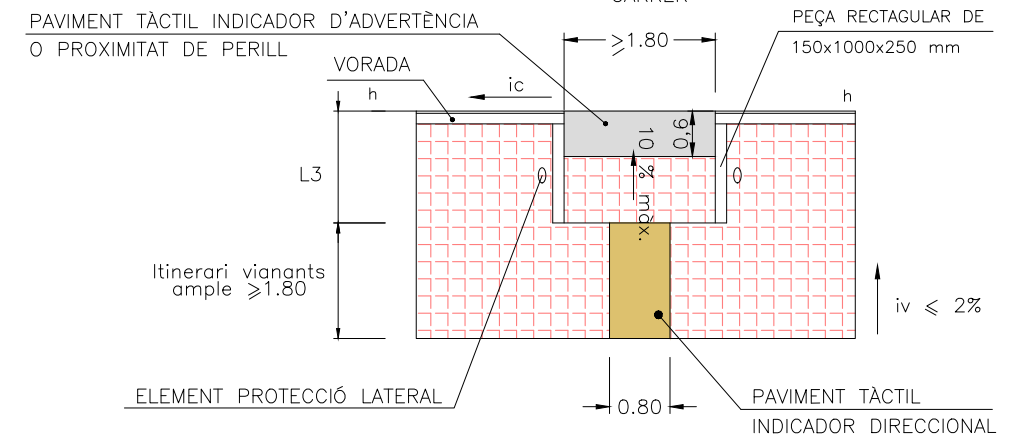 CARRER
PAVIMENT TÀCTIL INDICADOR D'ADVERTÈNCIA
O PROXIMITAT DE PERILL
PEÇA RECTAGULAR DE
150x1000x250 mm
≥1.80
VORADA
h
ic
h
0,6
10 % màx.
L3
Itinerari vianants
ample ≥1.80
iv ≤ 2%
ELEMENT PROTECCIÓ LATERAL
0.80
PAVIMENT TÀCTIL
INDICADOR DIRECCIONAL